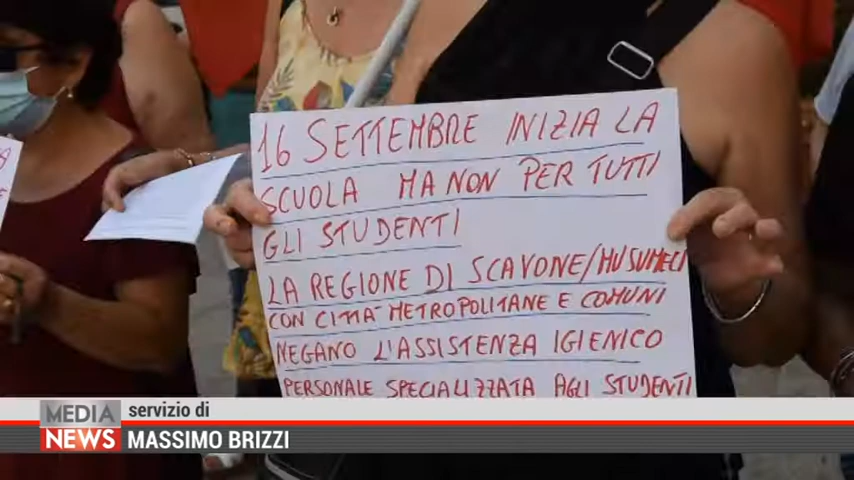 16 SETTEMBRE INIZIA LA
SCUOLA MA NON PER TUTTI
GLI STUDENTI
LA REGIONE DI SCAVONE/MUSUMECI
CON CITTA' METROPOLITANE E COMUNI
NEGANO L'ASSISTENZA IGIENICO
PERSONALE SPECIALIZZATA AGLI STUDENTI
MEDIA
NEWS
servizio di
MASSIMO BRIZZI